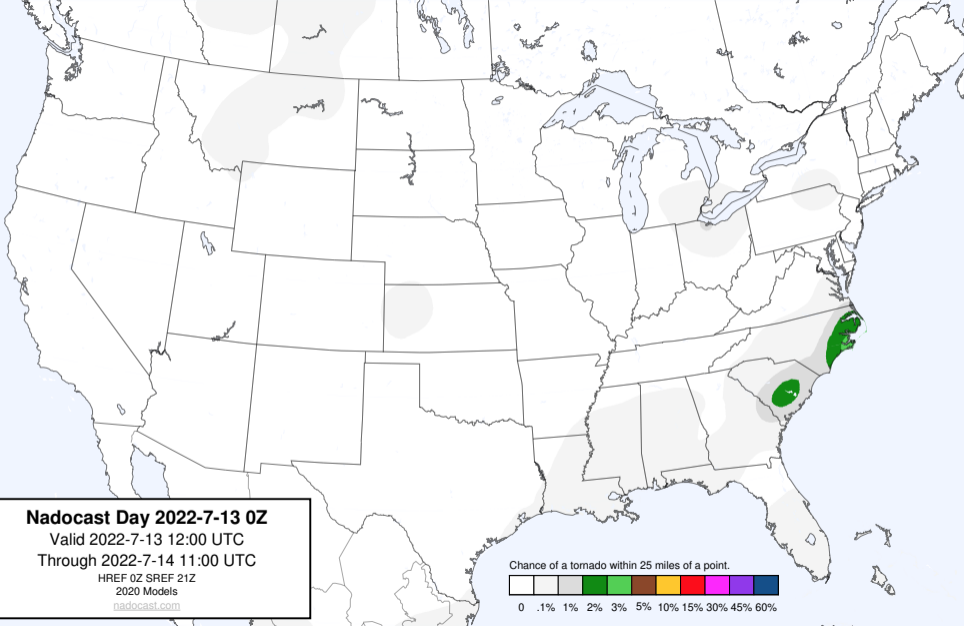 Nadocast Day 2022-7-13 0Z
Valid 2022-7-13 12:00 UTC
Through 2022-7-14 11:00 UTC
HREF 0Z SREF 21Z
2020 Models
nadocast.com
Chance of a tornado within 25 miles of a point.
0 .1% 1% 2% 3% 5% 10% 15% 30% 45% 60%